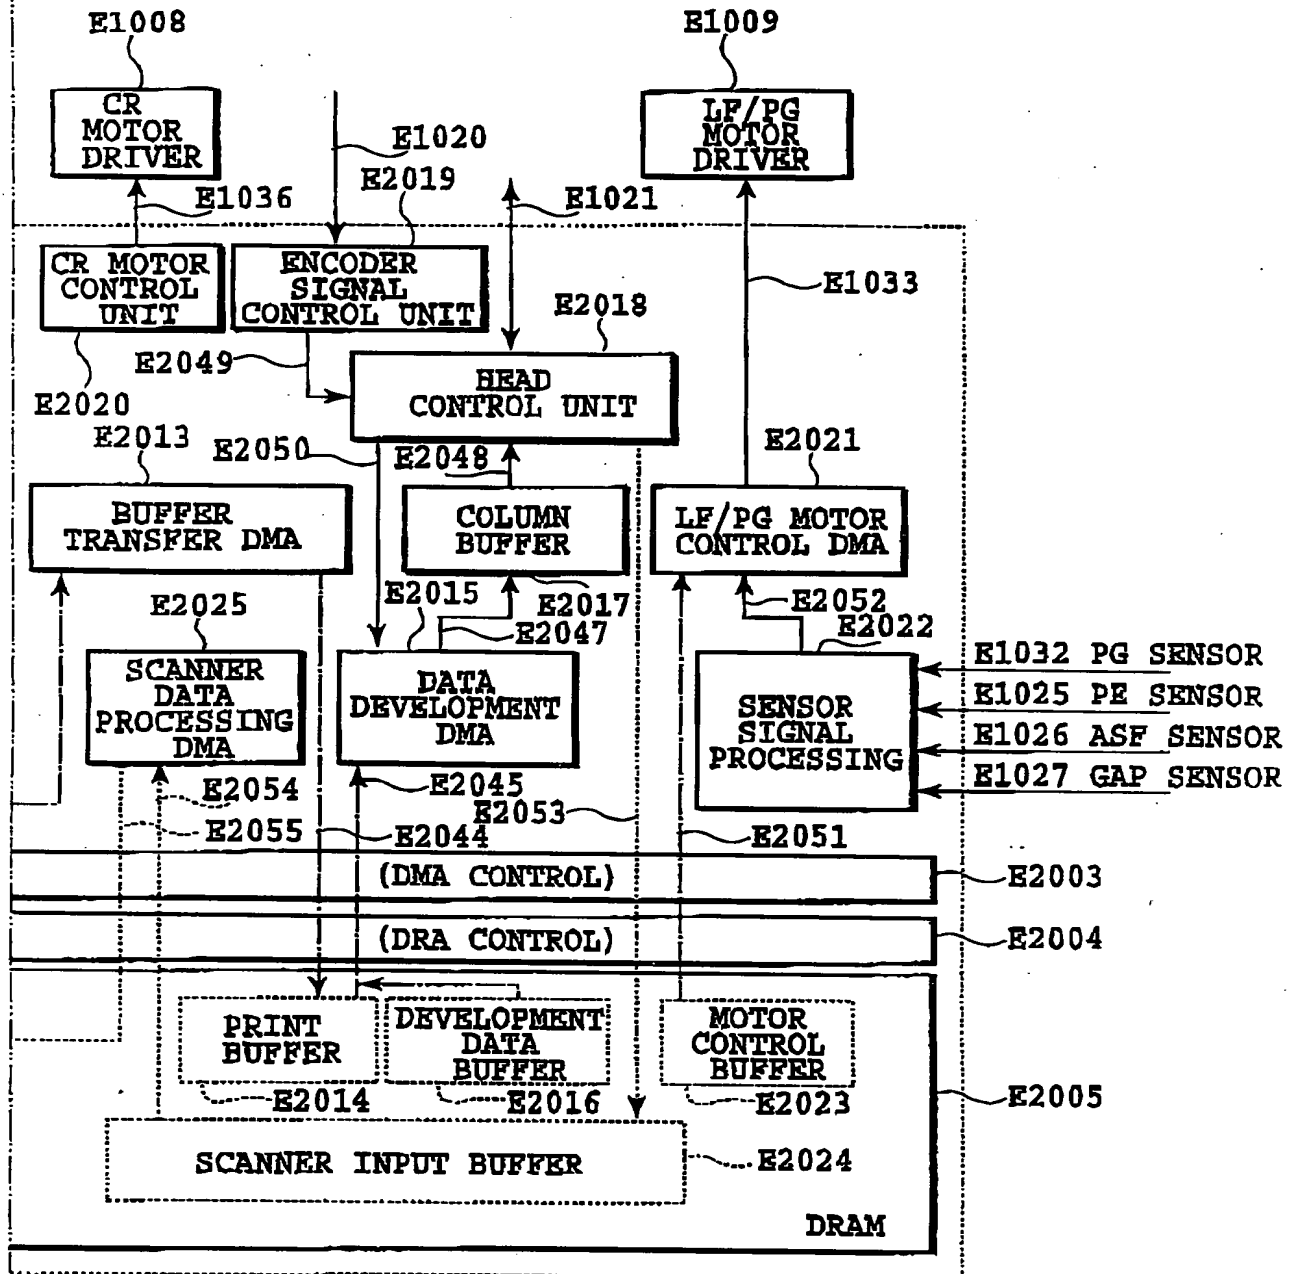 E1008
E1009
CR
MOTOR
DRIVER
LF/PG
MOTOR
DRIVER
E1020
E2019
E1036
E1021
CR MOTOR
CONTROL
UNIT
ENCODER
SIGNAL
CONTROL UNIT
E1033
E2018
E2049
HEAD
CONTROL UNIT
E2020
E2013
E2050
E2048
E2021
BUFFER
TRANSFER DMA
COLUMN
BUFFER
LF/PG MOTOR
CONTROL DMA
E2025
E2015
E2017
E2047
E2052
E2022
SCANNER
DATA
PROCESSING
DMA
DATA
DEVELOPMENT
DMA
SENSOR
SIGNAL
PROCESSING
E1032 PG SENSOR
E1025 PE SENSOR
E1026 ASF SENSOR
E1027 GAP SENSOR
E2054
E2045
E2053
E2055
E2044
E2051
(DMA CONTROL)
E2003
(DRA CONTROL)
E2004
PRINT
BUFFER
DEVELOPMENT
DATA
BUFFER
MOTOR
CONTROL
BUFFER
E2014
E2016
E2023
E2005
SCANNER INPUT BUFFER
E2024
DRAM